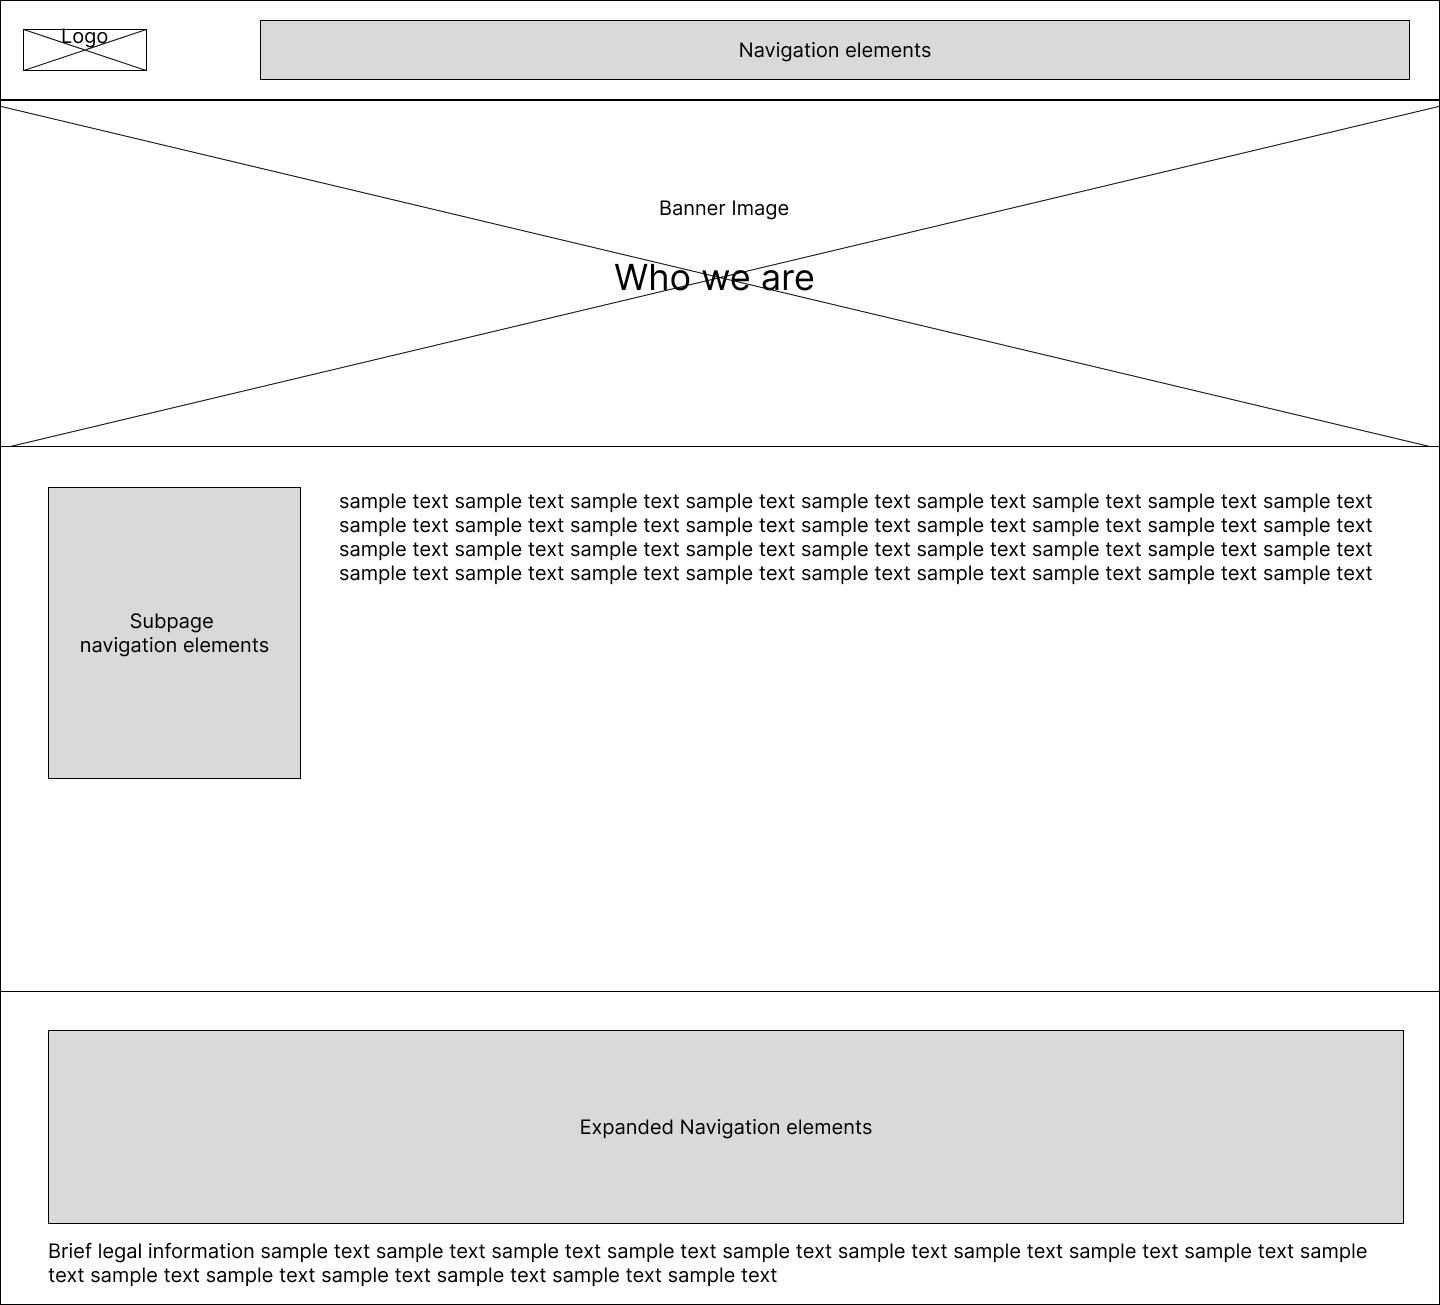 Logo
Navigation elements
Banner Image
Who we are
Subpage
navigation elements
sample text sample text sample text sample text sample text sample text sample text sample text sample text
sample text sample text sample text sample text sample text sample text sample text sample text sample text
sample text sample text sample text sample text sample text sample text sample text sample text sample text
sample text sample text sample text sample text sample text sample text sample text sample text sample text
Expanded Navigation elements
Brief legal information sample text sample text sample text sample text sample text sample text sample text sample text sample text sample
text sample text sample text sample text sample text sample text sample text